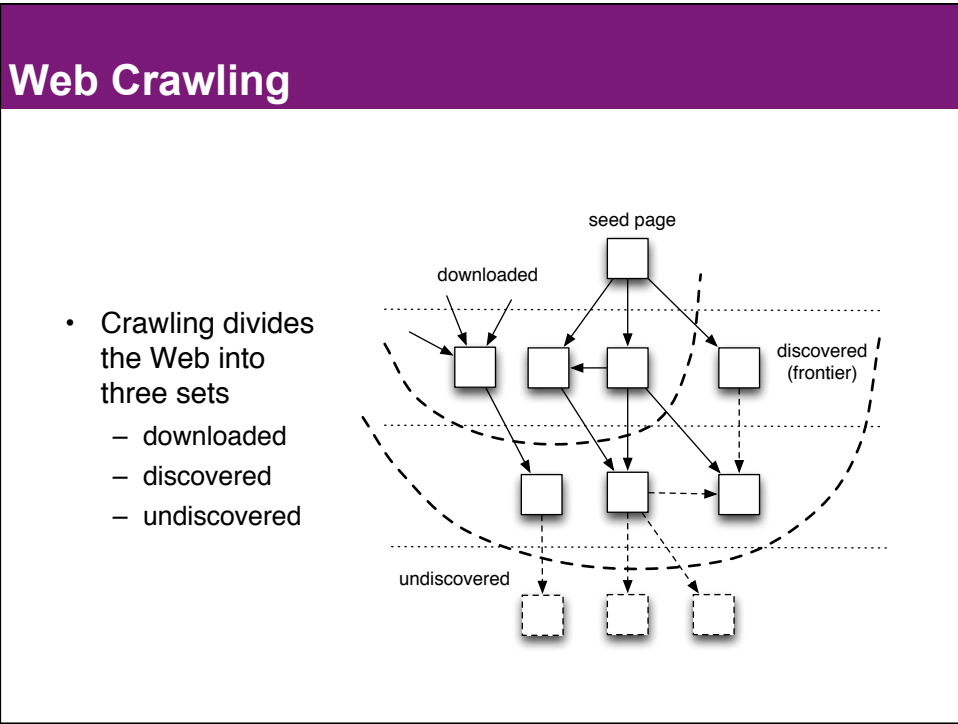 Web Crawling
• Crawling divides
the Web into
three sets
– downloaded
– discovered
– undiscovered
seed page
downloaded
discovered
(frontier)
undiscovered